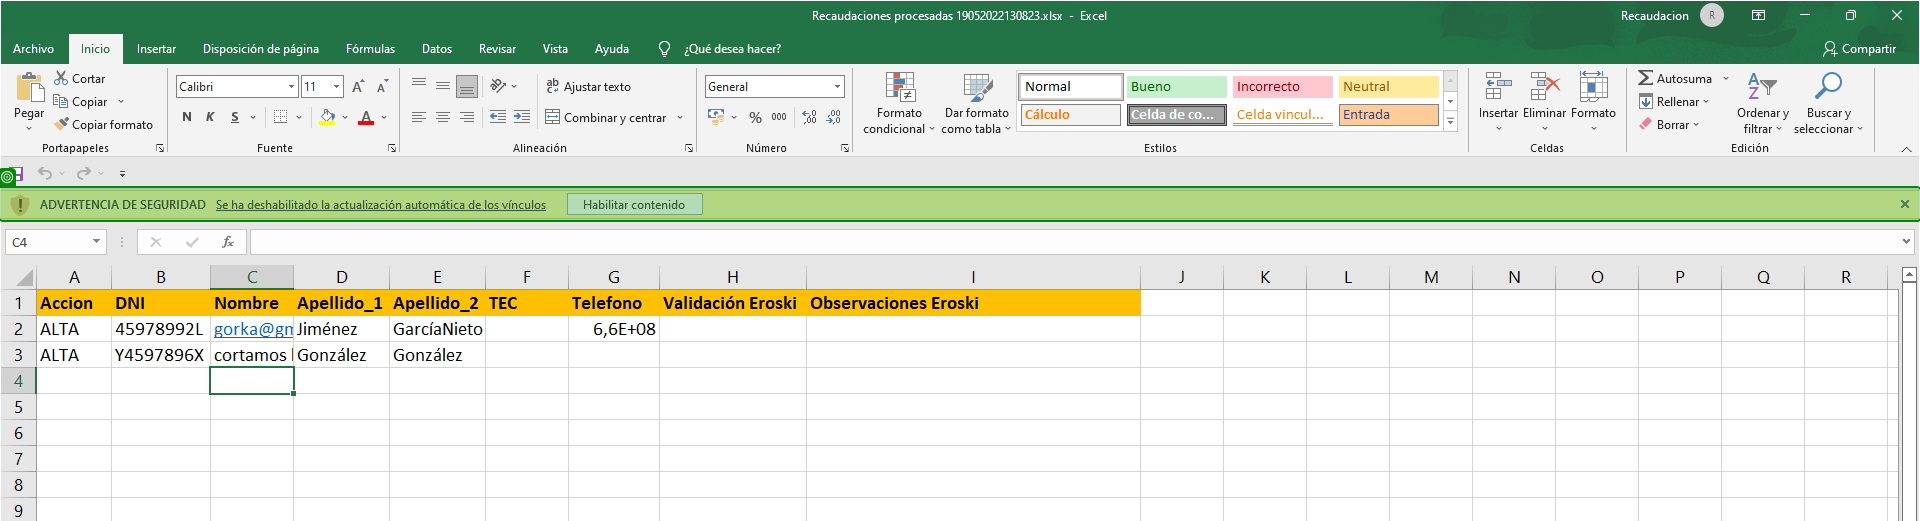 Recaudaciones procesadas 19052022130823.xlsx - Excel
Recaudacion R
Archivo Inicio Insertar Disposición de página Fórmulas Datos Revisar Vista Ayuda ¿Qué desea hacer? Compartir
Pegar
Cortar
Copiar
Copiar formato
Portapapeles
Calibri 11 A A
N K S A
Fuente
ab Ajustar texto
Combinar y centrar
Alineación
General
% 000 ,00 ,00
Número
Formato condicional
Dar formato como tabla
Normal Bueno Incorrecto Neutral
Cálculo Celda de co... Celda vincul... Entrada
Estilos
Insertar Eliminar Formato
Celdas
Autosuma
Rellenar
Borrar
Ordenar y filtrar
Buscar y seleccionar
Edición
ADVERTENCIA DE SEGURIDAD Se ha deshabilitado la actualización automática de los vínculos Habilitar contenido
C4 fx
A B C D E F G H I J K L M N O P Q R
1 Accion DNI Nombre Apellido_1 Apellido_2 TEC Telefono Validación Eroski Observaciones Eroski
2 ALTA 45978992L gorka@gm Jiménez GarcíaNieto 6,6E+08
3 ALTA Y4597896X cortamos González González
4
5
6
7
8
9